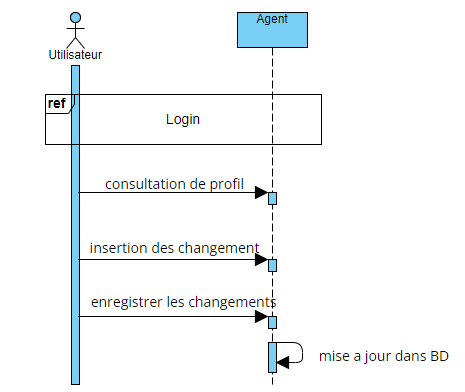 Agent
Utilisateur
ref
Login
consultation de profil
insertion des changement
enregistrer les changements
mise a jour dans BD